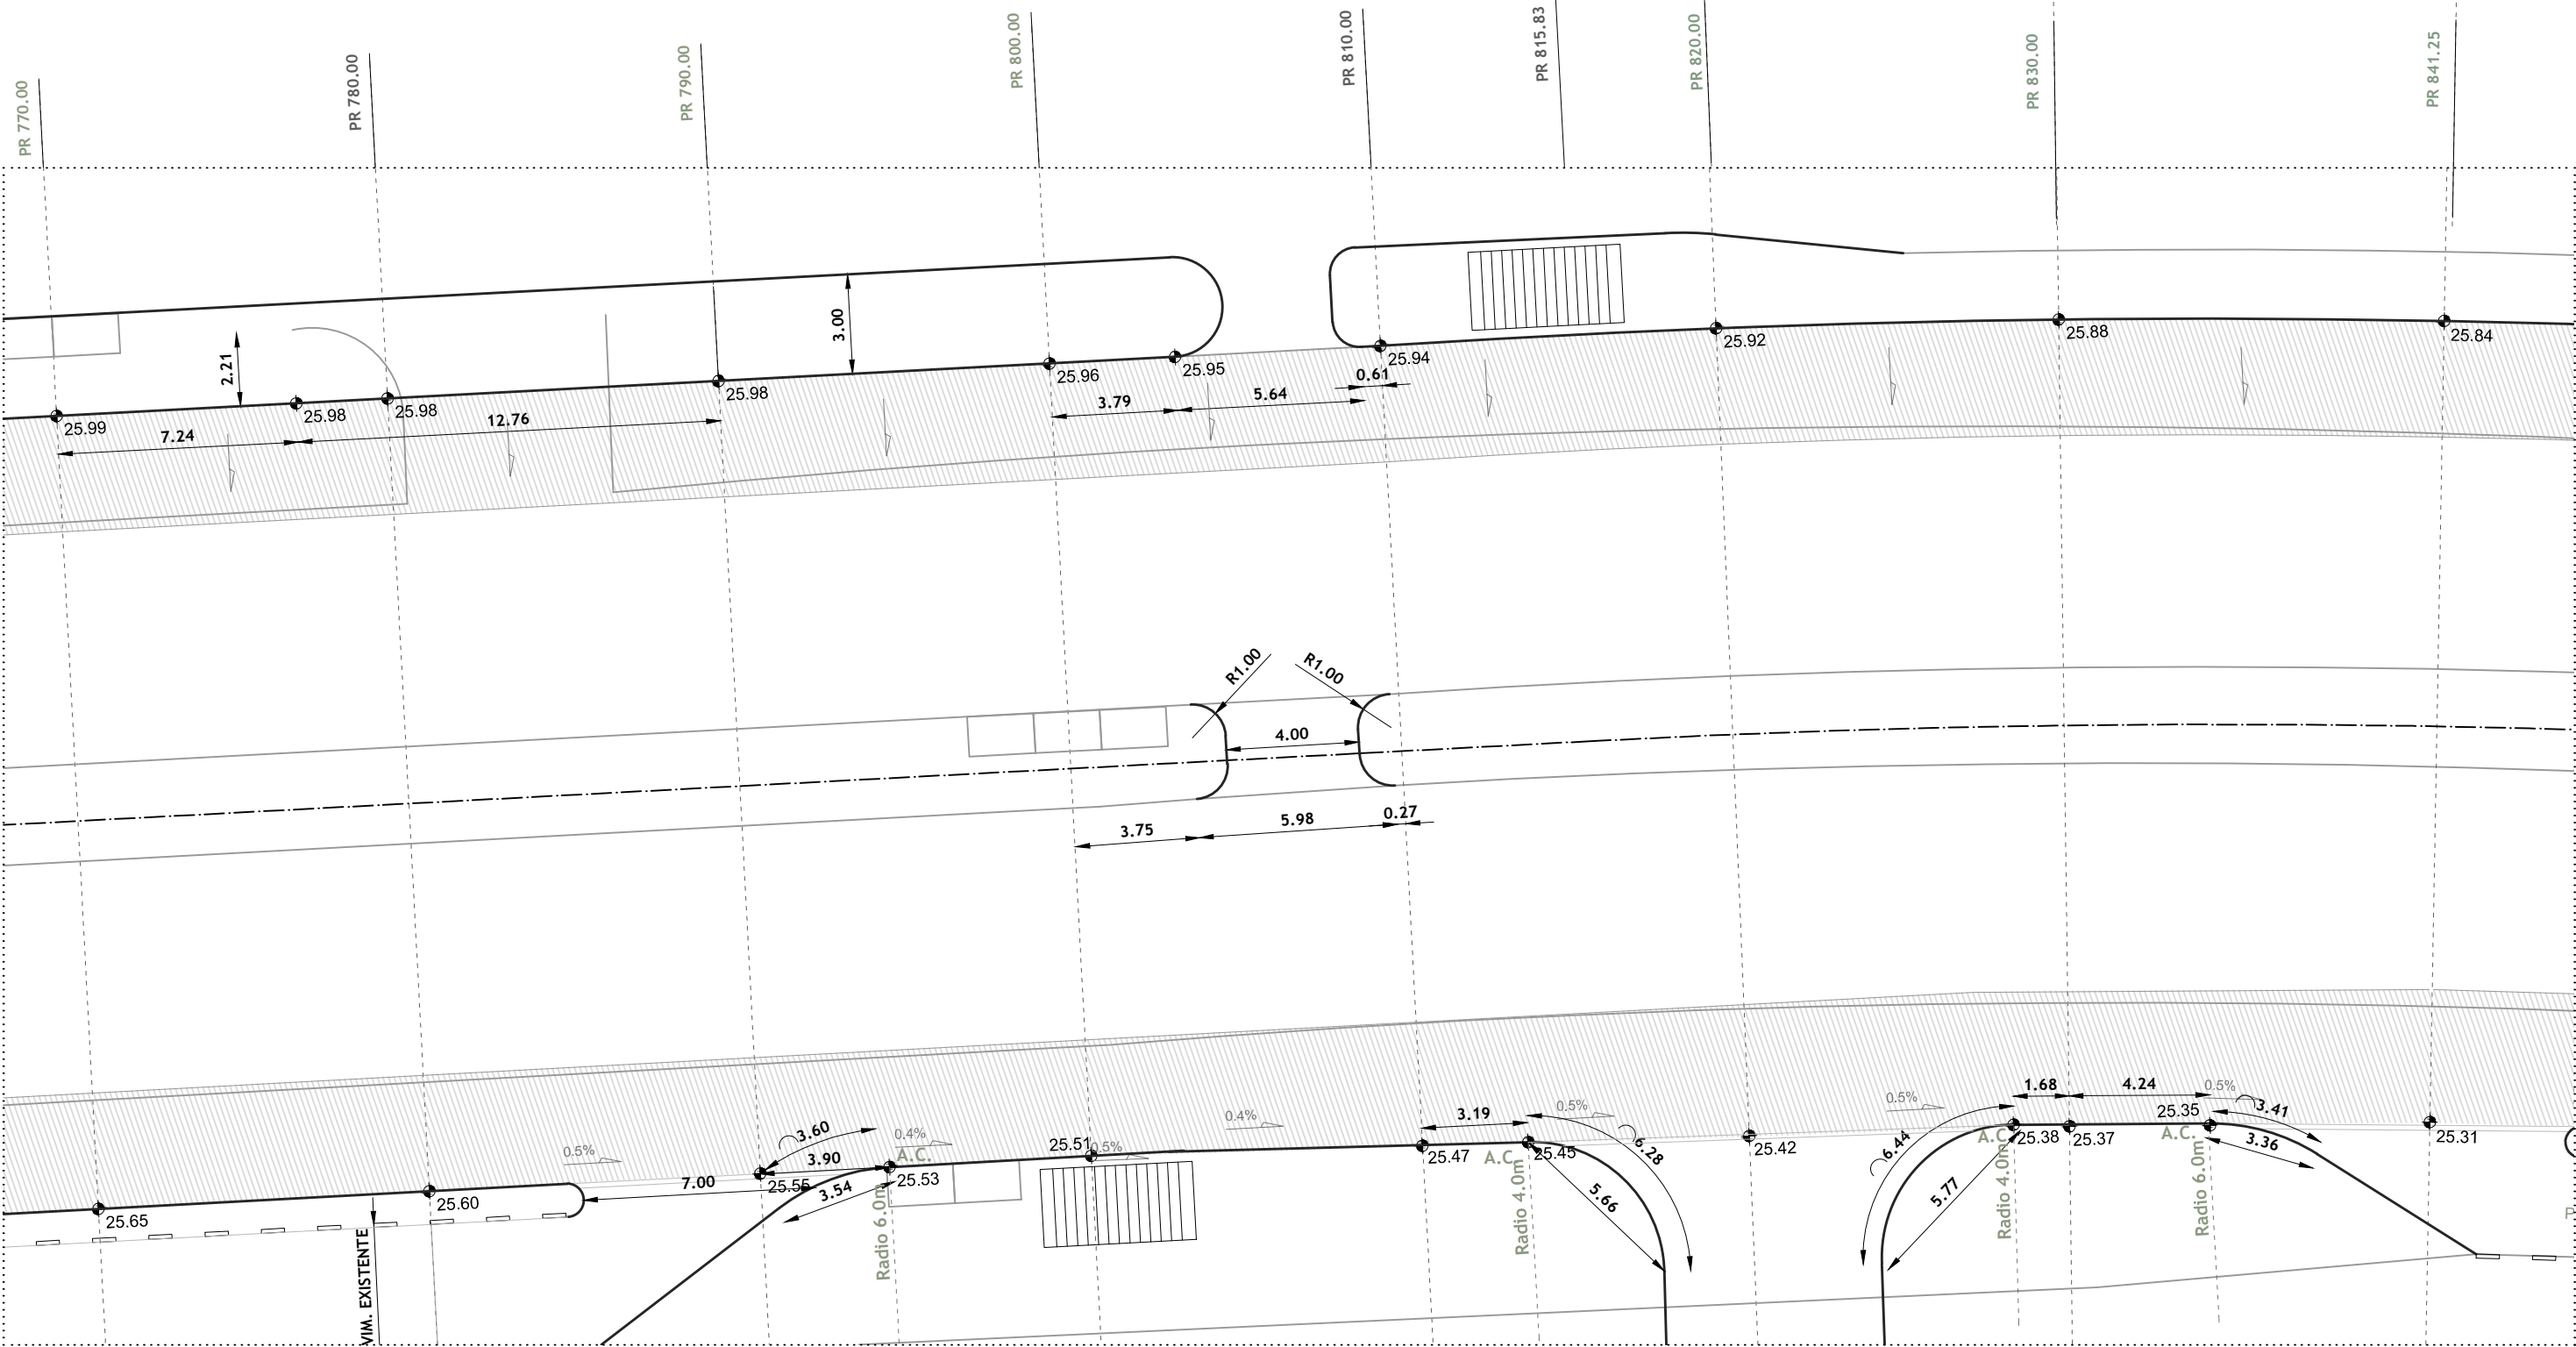 PR 770.00
PR 780.00
PR 790.00
PR 800.00
PR 810.00
PR 815.83
PR 820.00
PR 830.00
PR 841.25
2.21
3.00
25.99
25.98
25.98
25.98
25.96
25.95
25.94
25.92
25.88
25.84
7.24
12.76
3.79
5.64
0.61
R1.00
R1.00
4.00
3.75
5.98
0.27
25.65
25.60
VIM. EXISTENTE
0.5%
7.00
3.60
3.90
25.55
3.54
0.4%
A.C.
25.53
Radio 6.0m
25.51
0.5%
0.4%
3.19
25.47
A.C.
25.45
Radio 4.0m
0.5%
6.28
5.66
25.42
0.5%
6.44
5.77
1.68
4.24
A.C.
25.38
25.37
Radio 4.0m
25.35
A.C.
Radio 6.0m
0.5%
3.41
3.36
25.31